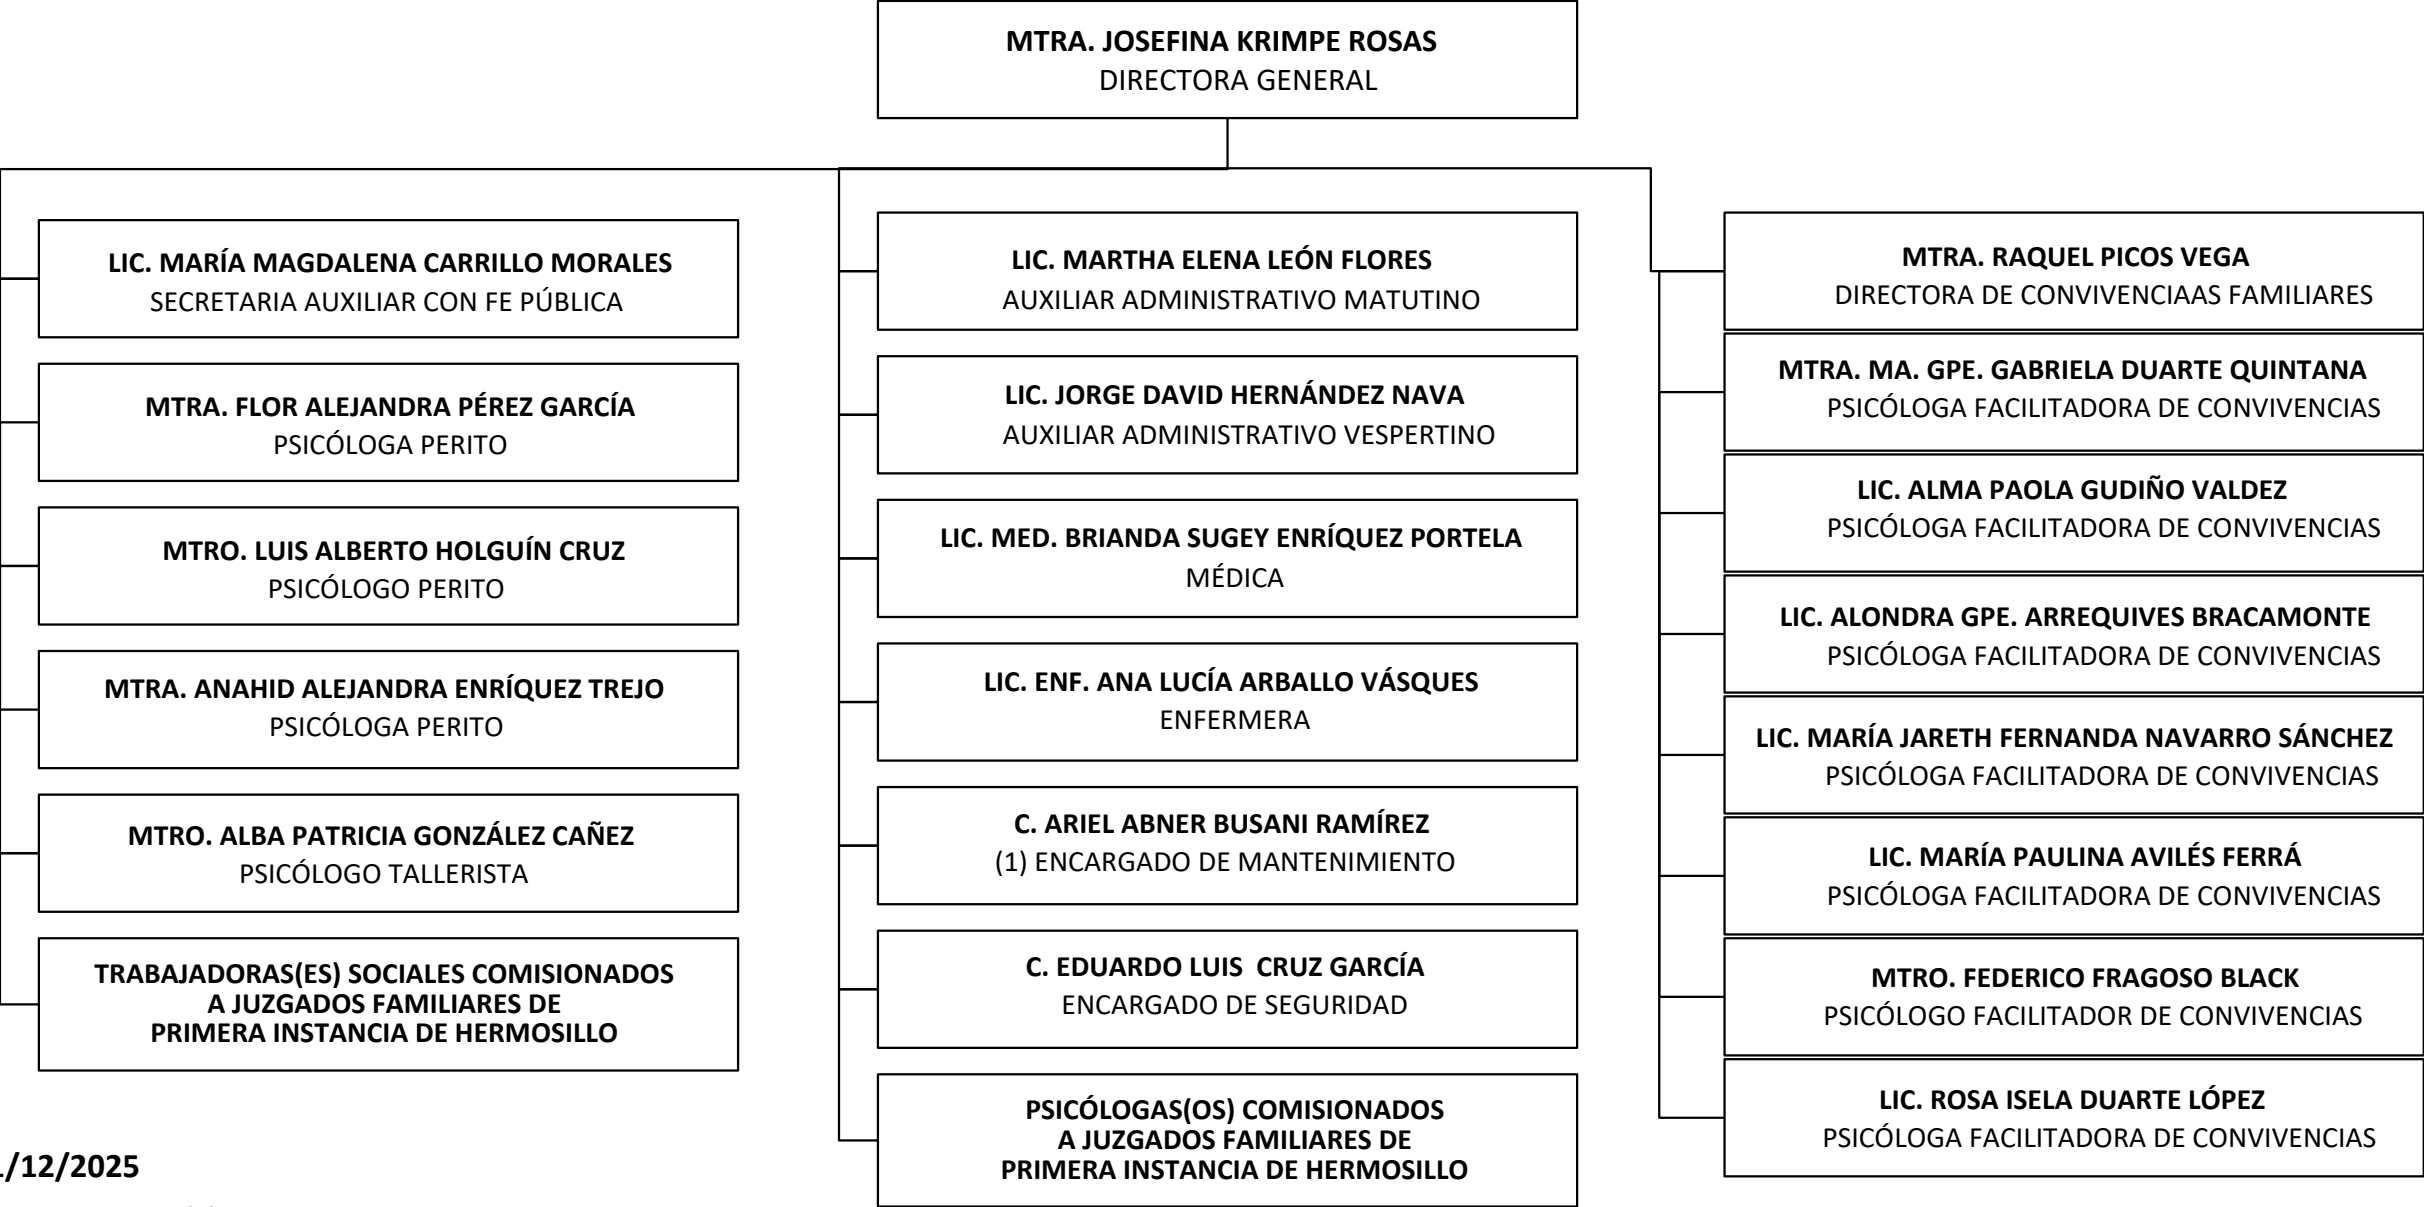 MTRA. JOSEFINA KRIMPE ROSAS
DIRECTORA GENERAL
LIC. MARÍA MAGDALENA CARRILLO MORALES
SECRETARIA AUXILIAR CON FE PÚBLICA
MTRA. FLOR ALEJANDRA PÉREZ GARCÍA
PSICÓLOGA PERITO
MTRO. LUIS ALBERTO HOLGUÍN CRUZ
PSICÓLOGO PERITO
MTRA. ANAHID ALEJANDRA ENRÍQUEZ TREJO
PSICÓLOGA PERITO
MTRO. ALBA PATRICIA GONZÁLEZ CAÑEZ
PSICÓLOGO TALLERISTA
TRABAJADORAS(ES) SOCIALES COMISIONADOS
A JUZGADOS FAMILIARES DE
PRIMERA INSTANCIA DE HERMOSILLO
LIC. MARTHA ELENA LEÓN FLORES
AUXILIAR ADMINISTRATIVO MATUTINO
LIC. JORGE DAVID HERNÁNDEZ NAVA
AUXILIAR ADMINISTRATIVO VESPERTINO
LIC. MED. BRIANDA SUGEY ENRÍQUEZ PORTELA
MÉDICA
LIC. ENF. ANA LUCÍA ARBALLO VÁSQUES
ENFERMERA
C. ARIEL ABNER BUSANI RAMÍREZ
(1) ENCARGADO DE MANTENIMIENTO
C. EDUARDO LUIS CRUZ GARCÍA
ENCARGADO DE SEGURIDAD
PSICÓLOGAS(OS) COMISIONADOS
A JUZGADOS FAMILIARES DE
PRIMERA INSTANCIA DE HERMOSILLO
MTRA. RAQUEL PICOS VEGA
DIRECTORA DE CONVIVENCIAAS FAMILIARES
MTRA. MA. GPE. GABRIELA DUARTE QUINTANA
PSICÓLOGA FACILITADORA DE CONVIVENCIAS
LIC. ALMA PAOLA GUDIÑO VALDEZ
PSICÓLOGA FACILITADORA DE CONVIVENCIAS
LIC. ALONDRA GPE. ARREQUIVES BRACAMONTE
PSICÓLOGA FACILITADORA DE CONVIVENCIAS
LIC. MARÍA JARETH FERNANDA NAVARRO SÁNCHEZ
PSICÓLOGA FACILITADORA DE CONVIVENCIAS
LIC. MARÍA PAULINA AVILÉS FERRÁ
PSICÓLOGA FACILITADORA DE CONVIVENCIAS
MTRO. FEDERICO FRAGOSO BLACK
PSICÓLOGO FACILITADOR DE CONVIVENCIAS
LIC. ROSA ISELA DUARTE LÓPEZ
PSICÓLOGA FACILITADORA DE CONVIVENCIAS
/12/2025